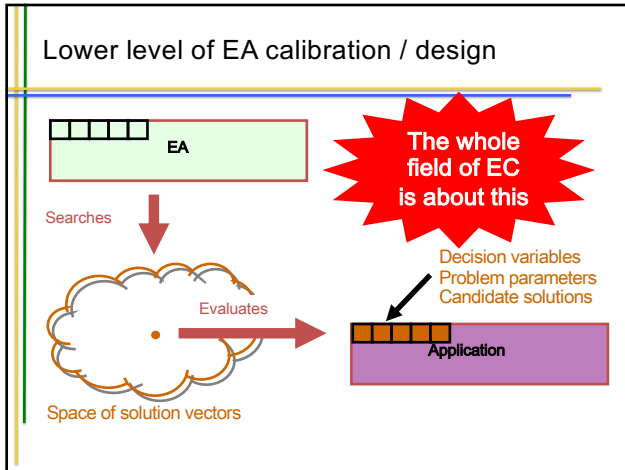 Lower level of EA calibration / design
EA
The whole
field of EC
is about this
Searches
Decision variables
Problem parameters
Candidate solutions
Evaluates
Application
Space of solution vectors